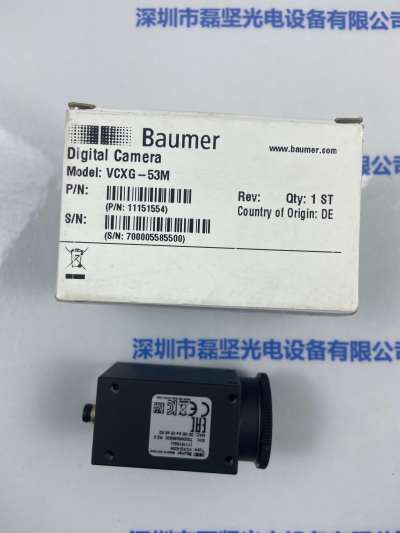 深圳市磊坚光电设备有限公司
Baumer
www.baumer.com
Digital Camera
Model: VCXG-53M
P/N:
(P/N: 11151554)
Rev: Qty: 1 ST
S/N:
(S/N: 700005585500)
Country of Origin: DE
深圳市磊坚光电设备有限公司
Baumer
深圳市磊坚光电设备有限公司